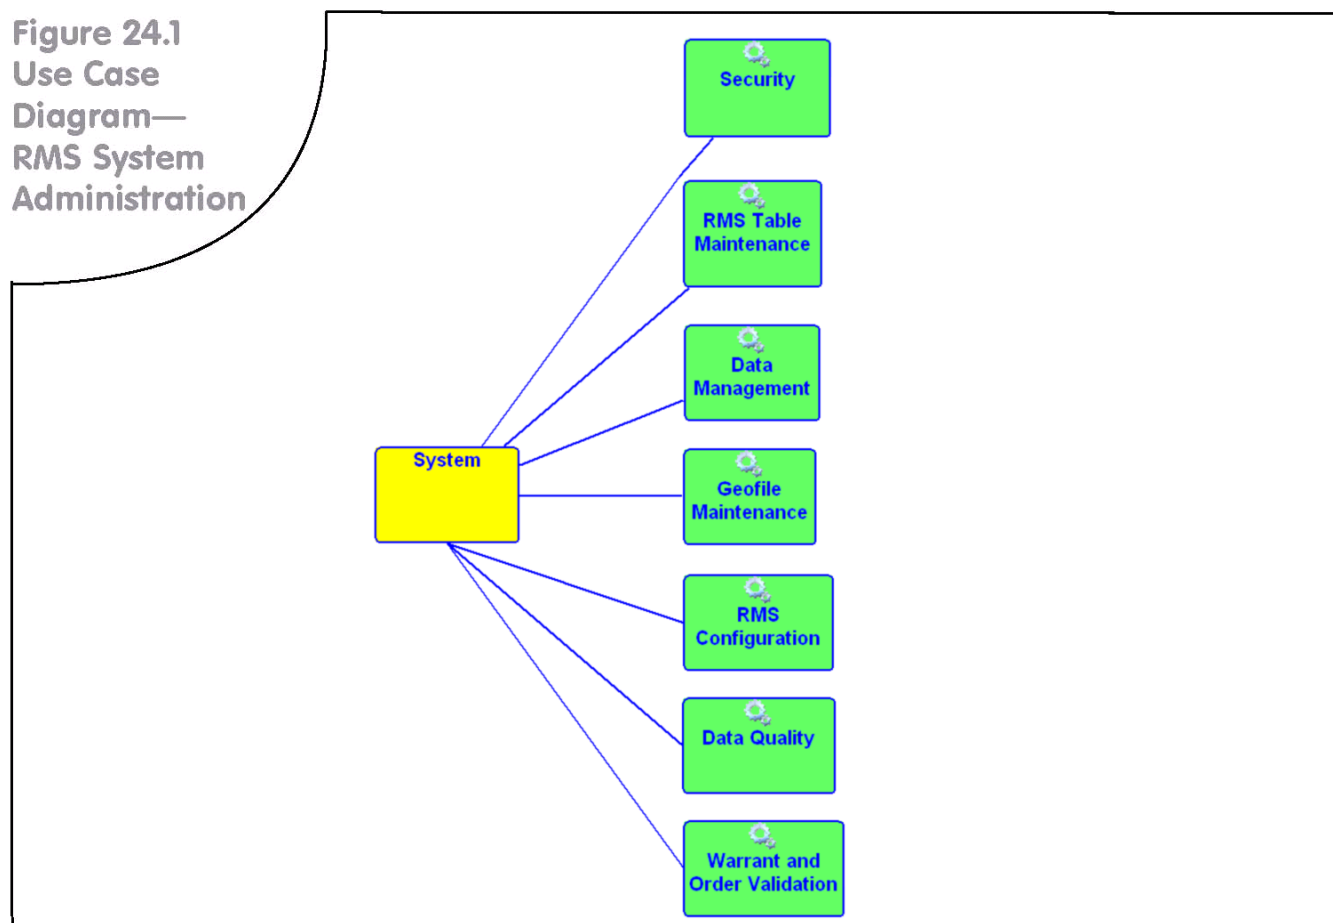 Figure 24.1
Use Case
Diagram—
RMS System
Administration
Security
RMS Table
Maintenance
Data
Management
System
Geofile
Maintenance
RMS
Configuration
Data Quality
Warrant and
Order Validation